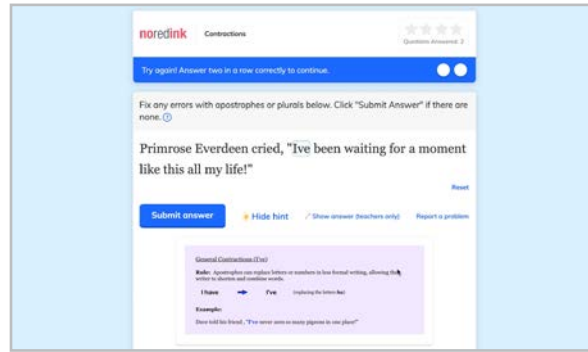 noredink Contractions
Questions Answered: 2
Try again! Answer two in a row correctly to continue.
Fix any errors with apostrophes or plurals below. Click "Submit Answer" if there are
none.
Primrose Everdeen cried, "Ive been waiting for a moment
like this all my life!"
Reset
Submit answer Hide hint Show answer (teachers only) Report a problem
General Contractions (I've)
Rule: Apostrophes can replace letters or numbers in less formal writing, allowing the
writer to shorten and combine words.
I have I've (replacing the letters ha)
Example:
Dave told his friend, "I've never seen so many pigeons in one place!"